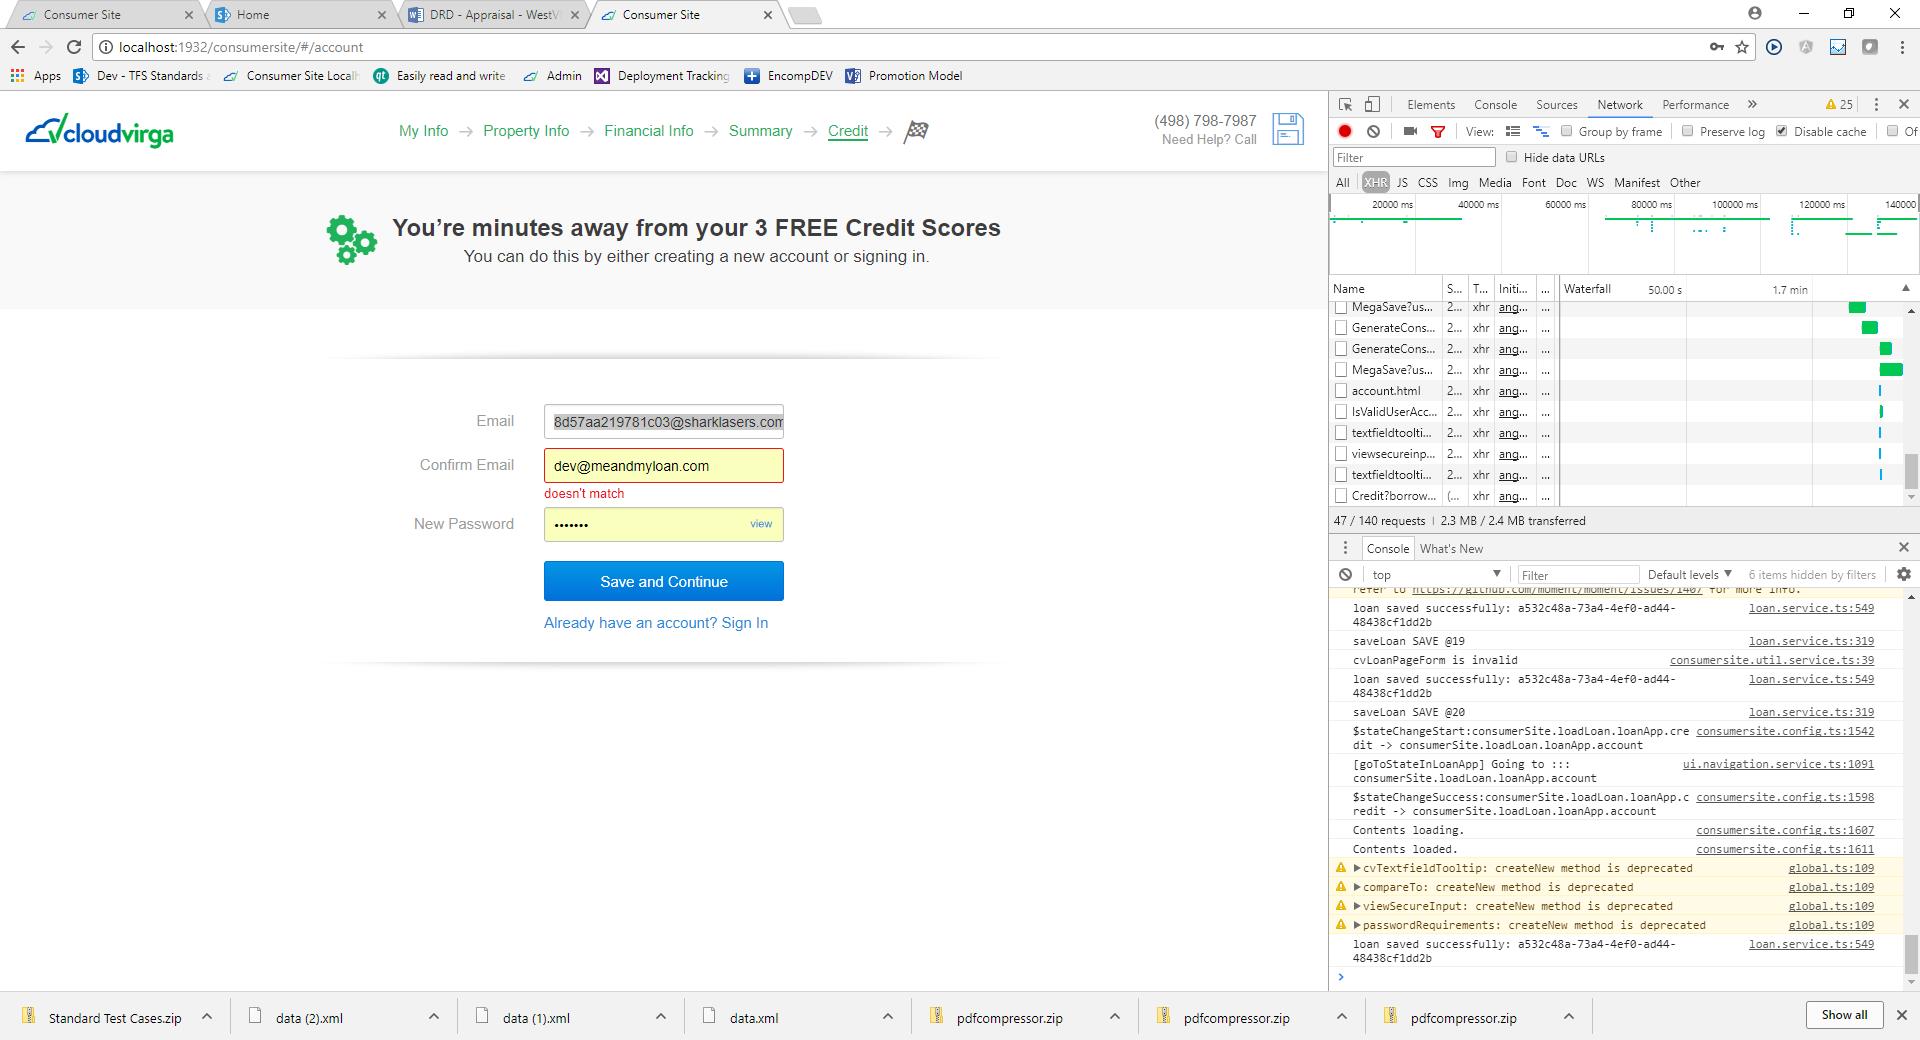 Consumer Site
Home
DRD - Appraisal - WestVi
Consumer Site
localhost:1932/consumersite/#/account
Apps
Dev - TFS Standards
Consumer Site Local
Easily read and write
Admin
Deployment Tracking
EncompDEV
Promotion Model
cloudvirga
My Info
Property Info
Financial Info
Summary
Credit
(498) 798-7987
Need Help? Call
You're minutes away from your 3 FREE Credit Scores
You can do this by either creating a new account or signing in.
Email
8d57aa219781c03@sharklasers.com
Confirm Email
dev@meandmyloan.com
doesn't match
New Password
•••••••
view
Save and Continue
Already have an account? Sign In
Elements Console Sources Network Performance
25
View:
Group by frame
Preserve log
Disable cache
Of
Filter
Hide data URLs
All XHR JS CSS Img Media Font Doc WS Manifest Other
20000 ms 40000 ms 60000 ms 80000 ms 100000 ms 120000 ms 140000
Name S... T... Initi... ... Waterfall 50.00 s 1.7 min
MegaSave?us... 2... xhr ang... ...
GenerateCons... 2... xhr ang... ...
GenerateCons... 2... xhr ang... ...
MegaSave?us... 2... xhr ang... ...
account.html 2... xhr ang... ...
IsValidUserAcc... 2... xhr ang... ...
textfieldtoolti... 2... xhr ang... ...
viewsecureinp... 2... xhr ang... ...
textfieldtoolti... 2... xhr ang... ...
Credit?borrow... (... xhr ang... ...
47 / 140 requests | 2.3 MB / 2.4 MB transferred
Console What's New
top
Filter
Default levels
6 items hidden by filters
refer to https://github.com/moment/moment/issues/1407 for more info.
loan saved successfully: a532c48a-73a4-4ef0-ad44- loan.service.ts:549
48438cf1dd2b
saveLoan SAVE @19 loan.service.ts:319
cvLoanPageForm is invalid consumersite.util.service.ts:39
loan saved successfully: a532c48a-73a4-4ef0-ad44- loan.service.ts:549
48438cf1dd2b
saveLoan SAVE @20 loan.service.ts:319
$stateChangeStart:consumerSite.loadLoan.loanApp.cre consumersite.config.ts:1542
dit -> consumerSite.loadLoan.loanApp.account
[goToStateInLoanApp] Going to ::: ui.navigation.service.ts:1091
consumerSite.loadLoan.loanApp.account
$stateChangeSuccess:consumerSite.loadLoan.loanApp.c consumersite.config.ts:1598
redit -> consumerSite.loadLoan.loanApp.account
Contents loading. consumersite.config.ts:1607
Contents loaded. consumersite.config.ts:1611
cvTextfieldTooltip: createNew method is deprecated global.ts:109
compareTo: createNew method is deprecated global.ts:109
viewSecureInput: createNew method is deprecated global.ts:109
passwordRequirements: createNew method is deprecated global.ts:109
loan saved successfully: a532c48a-73a4-4ef0-ad44- loan.service.ts:549
48438cf1dd2b
Standard Test Cases.zip
data (2).xml
data (1).xml
data.xml
pdfcompressor.zip
pdfcompressor.zip
pdfcompressor.zip
Show all